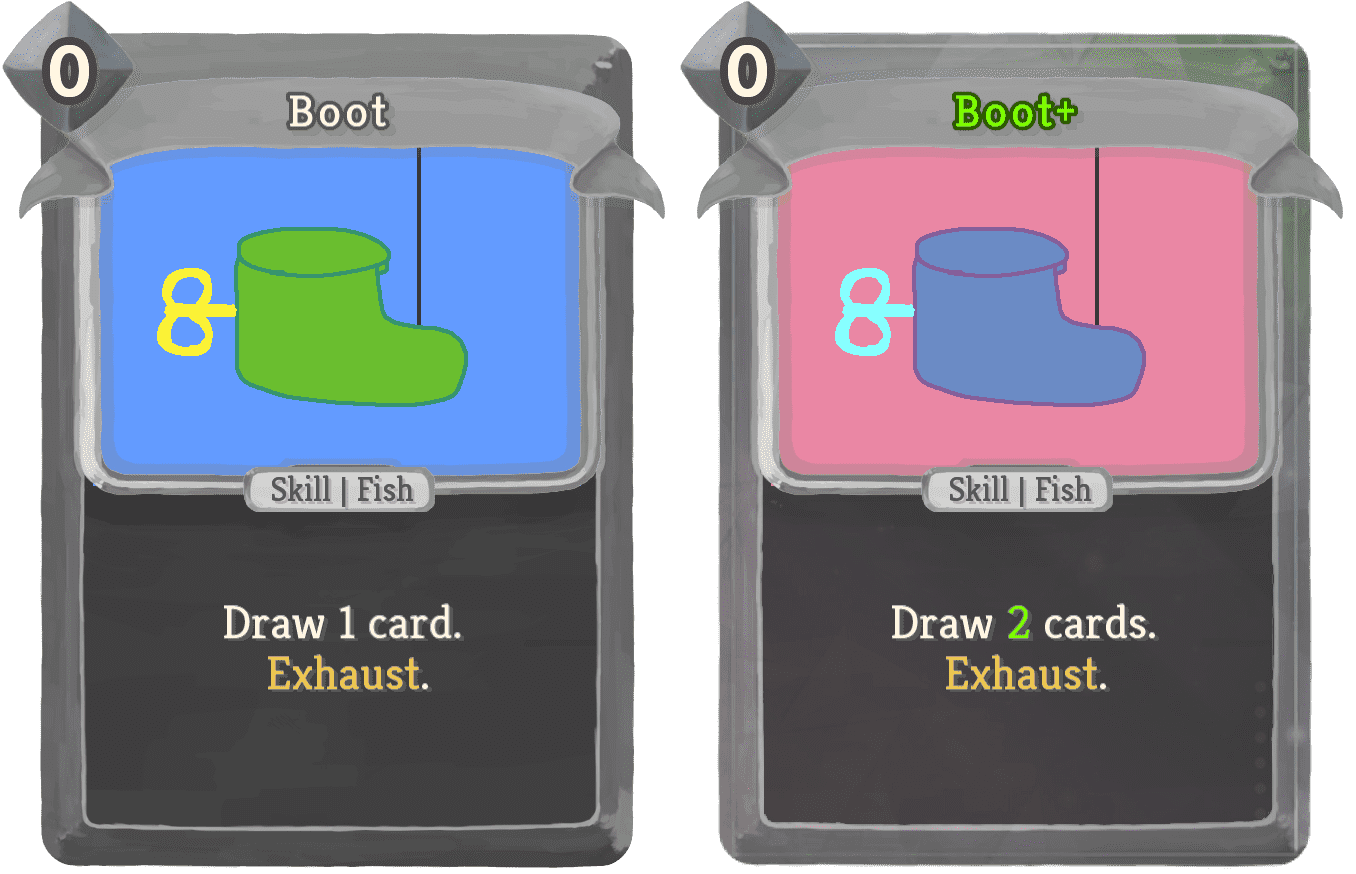 0
Boot
Skill | Fish
Draw 1 card.
Exhaust.
0
Boot+
Skill | Fish
Draw 2 cards.
Exhaust.